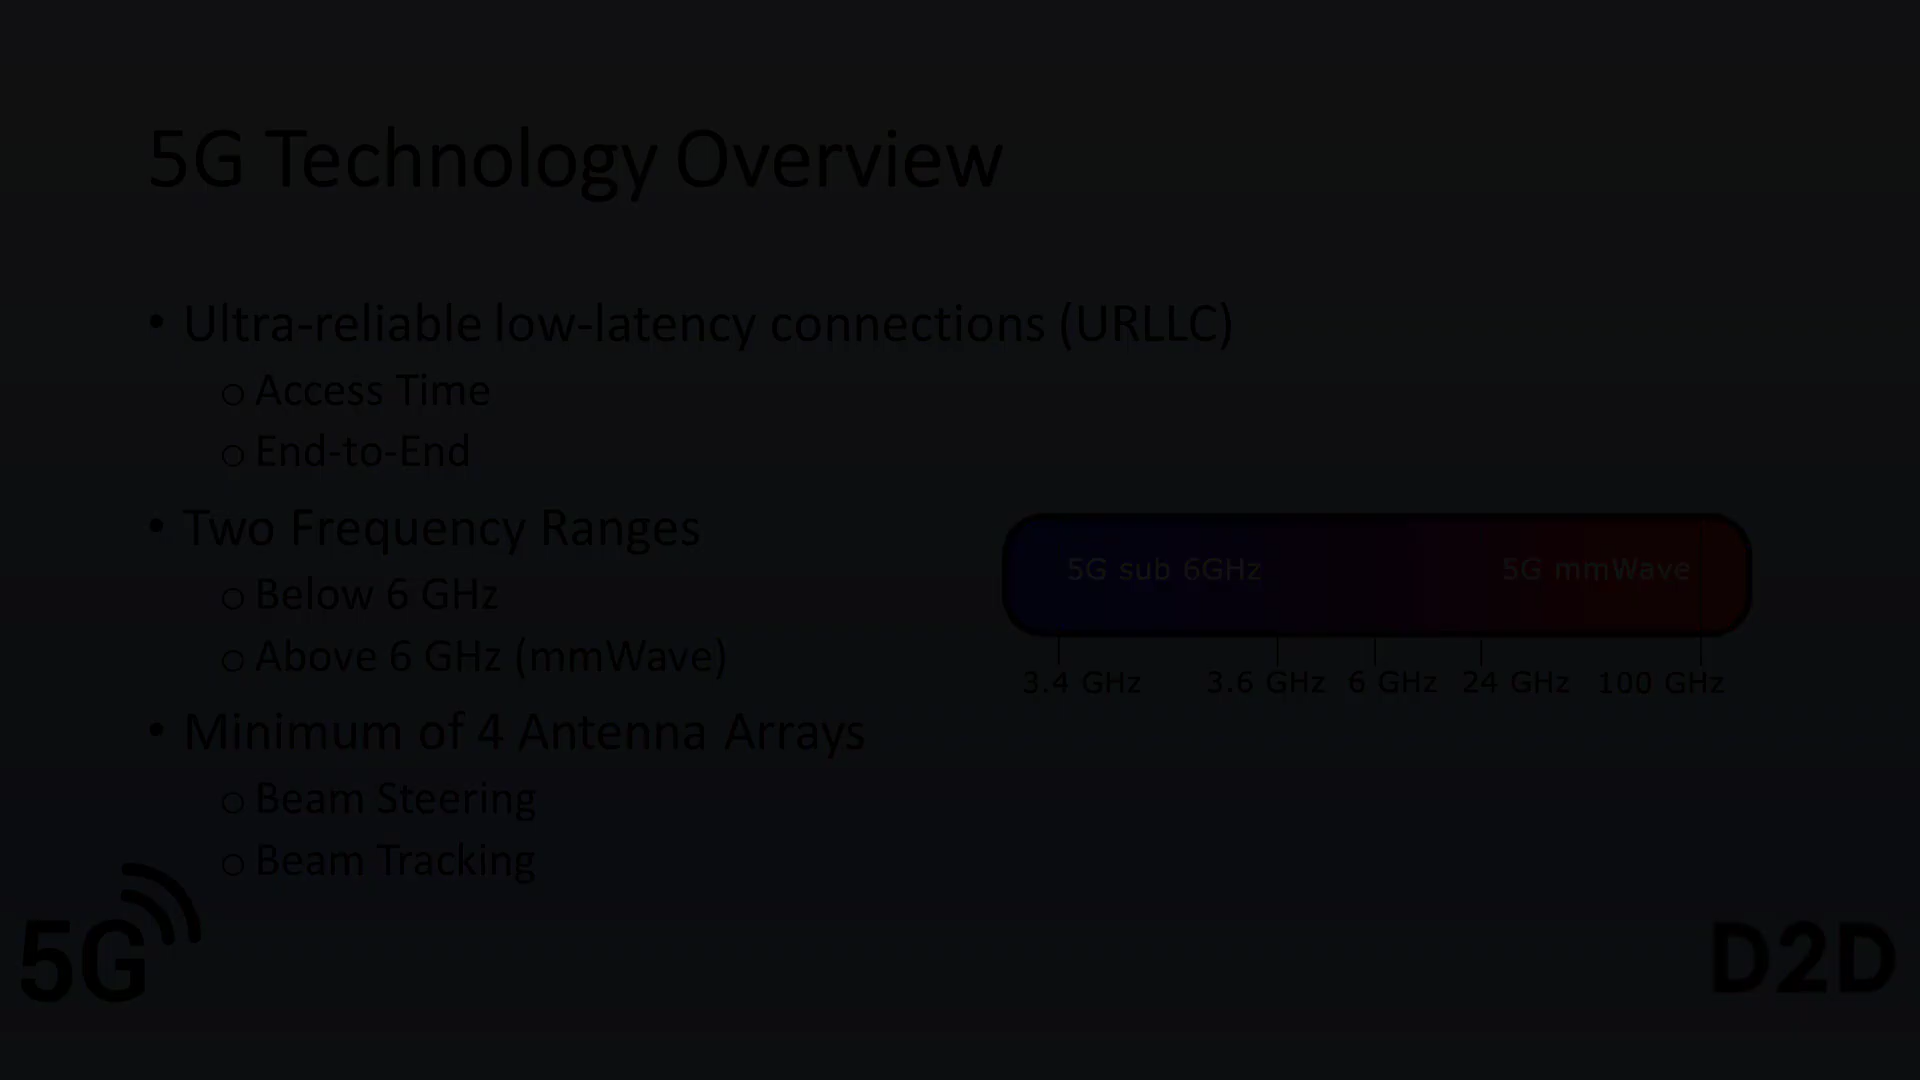 5G Technology Overview
• Ultra-reliable low-latency connections (URLLC)
o Access Time
o End-to-End
• Two Frequency Ranges
o Below 6 GHz
o Above 6 GHz (mmWave)
• Minimum of 4 Antenna Arrays
o Beam Steering
o Beam Tracking
5G sub 6GHz 5G mmWave
3.4 GHz 3.6 GHz 6 GHz 24 GHz 100 GHz
5G
D2D